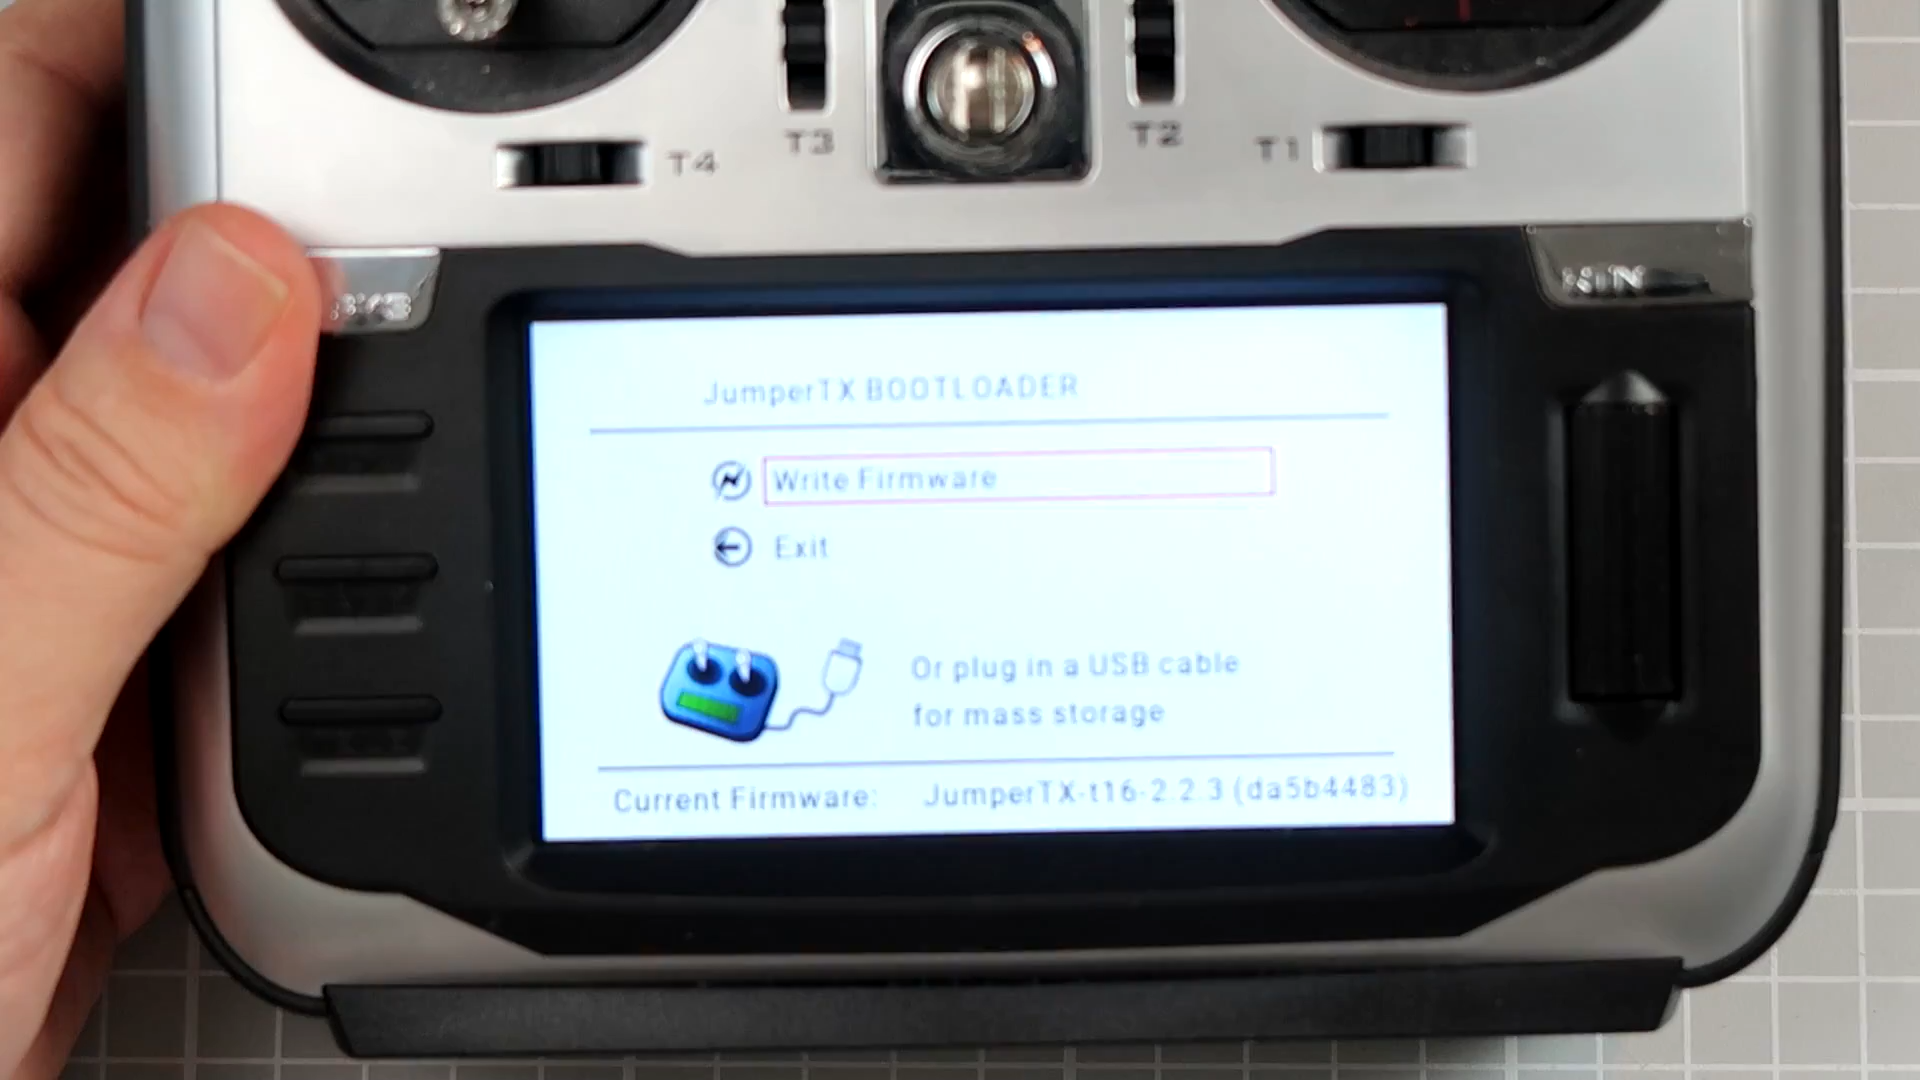 T4
T3
T2
T1
JumperTX BOOTLOADER
Write Firmware
Exit
Or plug in a USB cable
for mass storage
Current Firmware: JumperTX-t16-2.2.3 (da5b4483)